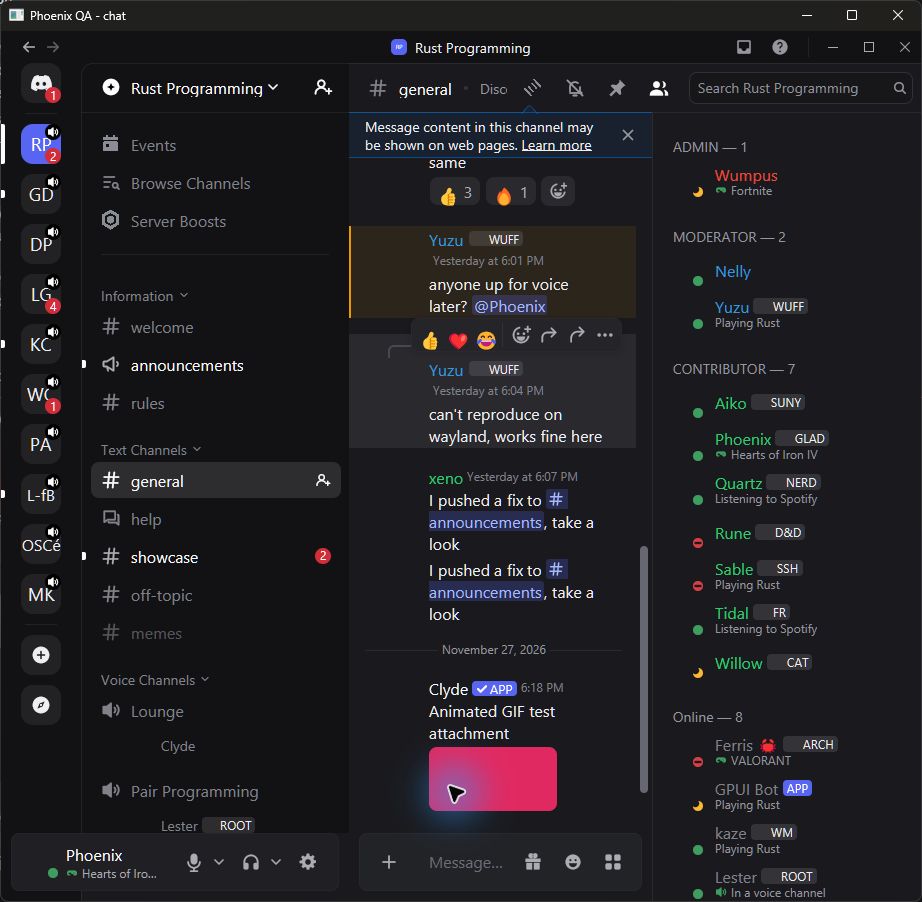 Phoenix QA - chat
RP Rust Programming
1
RP
2
GD
DP
LG
4
KC
WC
1
PA
L-fB
OSCé
MK
Rust Programming
Events
Browse Channels
Server Boosts
Information
welcome
announcements
rules
Text Channels
general
help
showcase 2
off-topic
memes
Voice Channels
Lounge
Clyde
Pair Programming
Lester ROOT
Phoenix
Hearts of Iro...
general Disco
Search Rust Programming
Message content in this channel may
be shown on web pages. Learn more
same
3 1
Yuzu WUFF
Yesterday at 6:01 PM
anyone up for voice
later? @Phoenix
Yuzu WUFF
Yesterday at 6:04 PM
can't reproduce on
wayland, works fine here
xeno Yesterday at 6:07 PM
I pushed a fix to #
announcements, take a
look
I pushed a fix to #
announcements, take a
look
November 27, 2026
Clyde APP 6:18 PM
Animated GIF test
attachment
Message...
ADMIN — 1
Wumpus
Fortnite
MODERATOR — 2
Nelly
Yuzu WUFF
Playing Rust
CONTRIBUTOR — 7
Aiko SUNY
Phoenix GLAD
Hearts of Iron IV
Quartz NERD
Listening to Spotify
Rune D&D
Sable SSH
Playing Rust
Tidal FR
Listening to Spotify
Willow CAT
Online — 8
Ferris 🦀 ARCH
VALORANT
GPUI Bot APP
Playing Rust
kaze WM
Playing Rust
Lester ROOT
In a voice channel